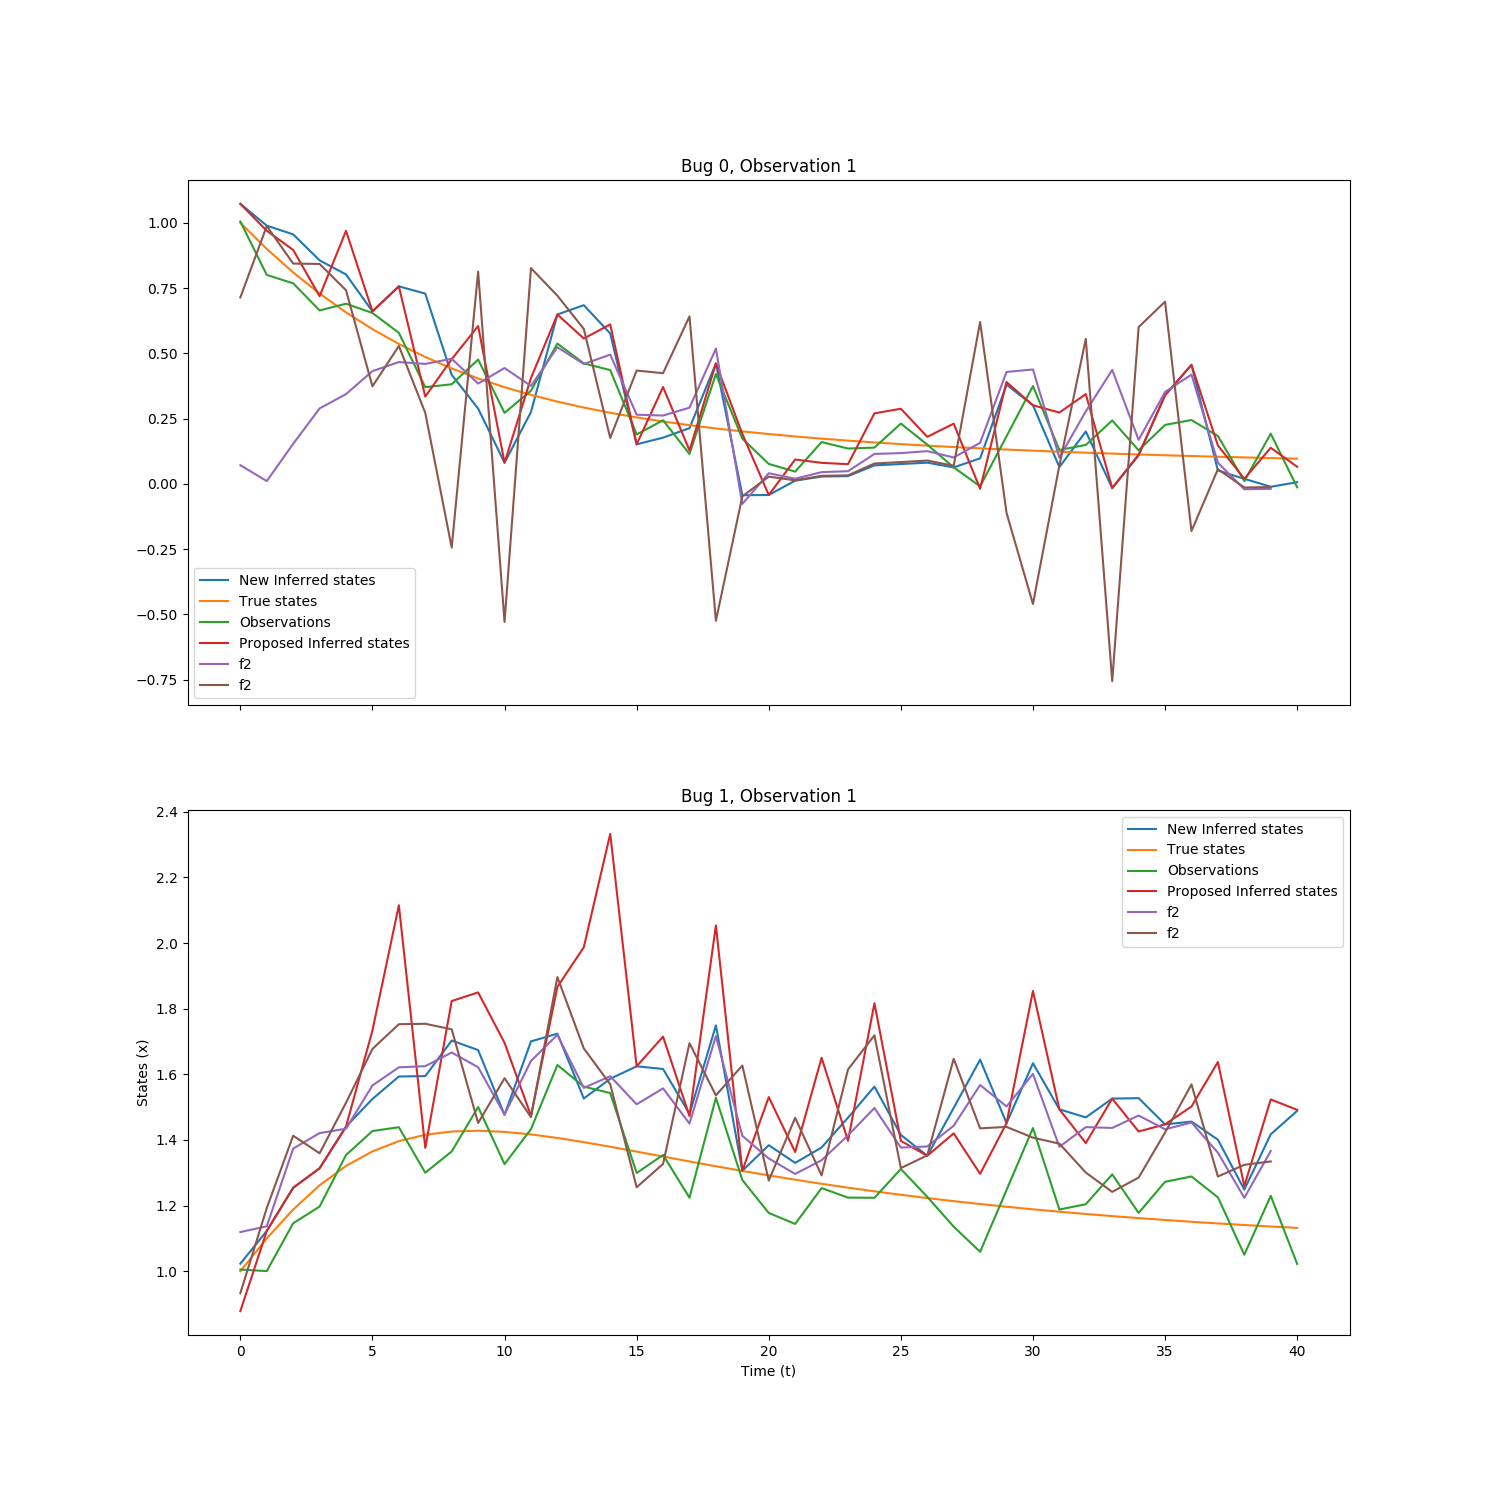 Bug 0, Observation 1
1.00
0.75
0.50
0.25
0.00
−0.25
−0.50
−0.75
New Inferred states
True states
Observations
Proposed Inferred states
f2
f2
Bug 1, Observation 1
2.4
2.2
2.0
1.8
1.6
1.4
1.2
1.0
States (x)
New Inferred states
True states
Observations
Proposed Inferred states
f2
f2
0 5 10 15 20 25 30 35 40
Time (t)